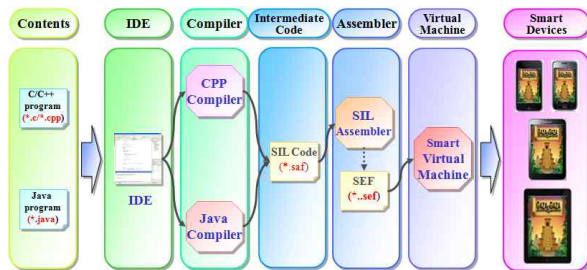 Contents
IDE
Compiler
Intermediate
Code
Assembler
Virtual
Machine
Smart
Devices
C/C++
program
(*.c/*.cpp)
Java
program
(*.java)
IDE
CPP
Compiler
Java
Compiler
SIL Code
(*.saf)
SIL
Assembler
SEF
(*..sef)
Smart
Virtual
Machine